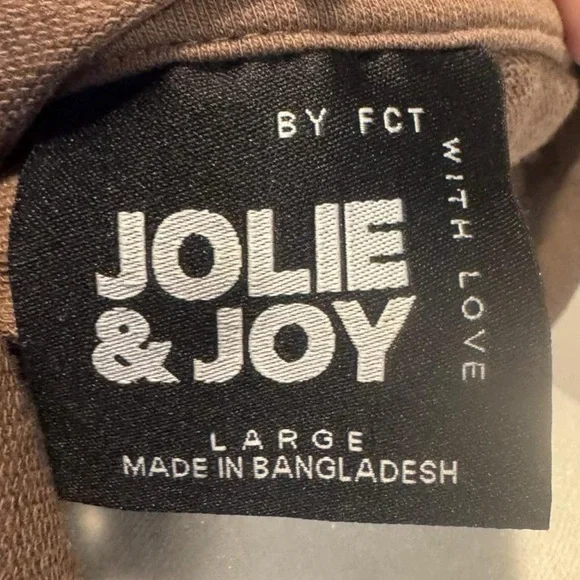 BY FCT
WITH LOVE
JOLIE
& JOY
LARGE
MADE IN BANGLADESH